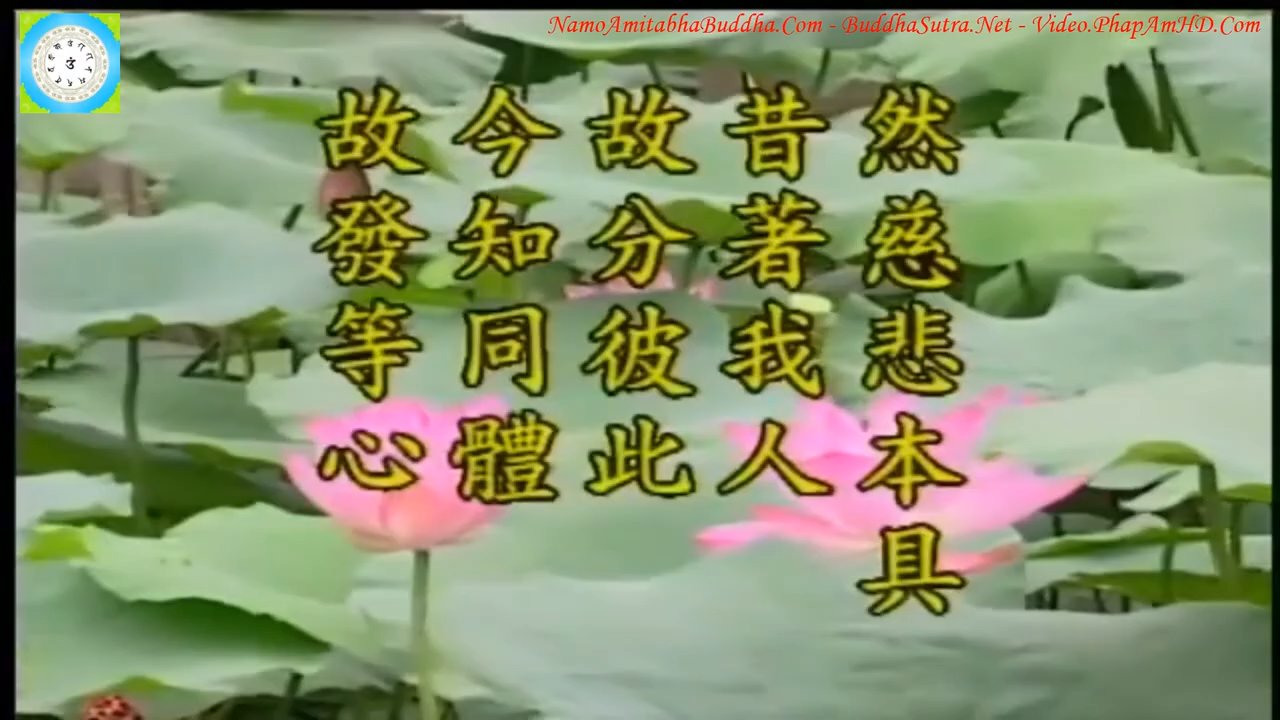 NamoAmitabhaBuddha.Com - BuddhaSutra.Net - Video.PhapAmHD.Com
然慈悲本具
昔著我人
故分彼此
今知同體
故發等心